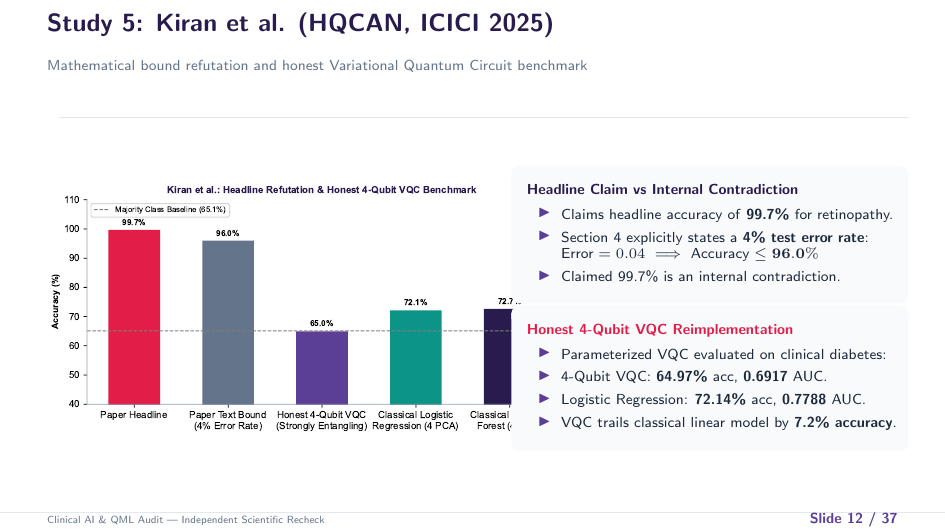 Study 5: Kiran et al. (HQCAN, ICICI 2025)
Mathematical bound refutation and honest Variational Quantum Circuit benchmark
Kiran et al.: Headline Refutation & Honest 4-Qubit VQC Benchmark
Majority Class Baseline (65.1%)
Accuracy (%)
110
100
90
80
70
60
50
40
99.7%
96.0%
65.0%
72.1%
72.7
Paper Headline
Paper Text Bound
(4% Error Rate)
Honest 4-Qubit VQC
(Strongly Entangling)
Classical Logistic
Regression (4 PCA)
Classical
Forest (
Headline Claim vs Internal Contradiction
Claims headline accuracy of 99.7% for retinopathy.
Section 4 explicitly states a 4% test error rate:
Error = 0.04 ⟹ Accuracy ≤ 96.0%
Claimed 99.7% is an internal contradiction.
Honest 4-Qubit VQC Reimplementation
Parameterized VQC evaluated on clinical diabetes:
4-Qubit VQC: 64.97% acc, 0.6917 AUC.
Logistic Regression: 72.14% acc, 0.7788 AUC.
VQC trails classical linear model by 7.2% accuracy.
Clinical AI & QML Audit — Independent Scientific Recheck
Slide 12 / 37